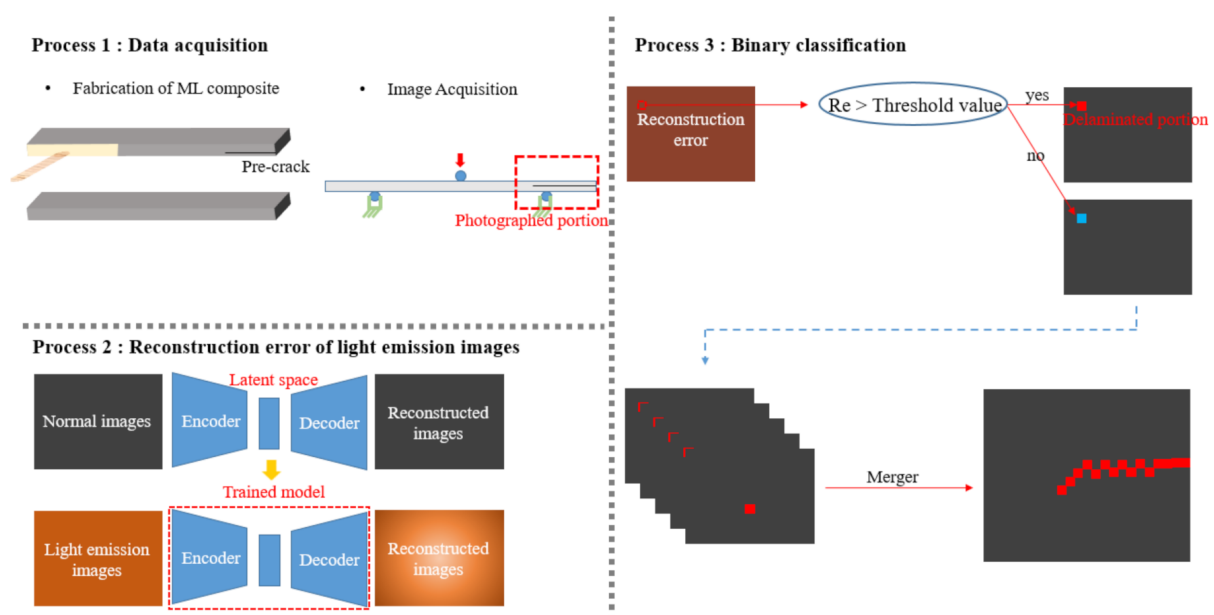 Process 1 : Data acquisition
• Fabrication of ML composite
• Image Acquisition
Pre-crack
Photographed portion
Process 2 : Reconstruction error of light emission images
Latent space
Normal images
Encoder
Decoder
Reconstructed
images
Trained model
Light emission
images
Encoder
Decoder
Reconstructed
images
Process 3 : Binary classification
Reconstruction
error
Re > Threshold value
yes
Delaminated portion
no
Merger